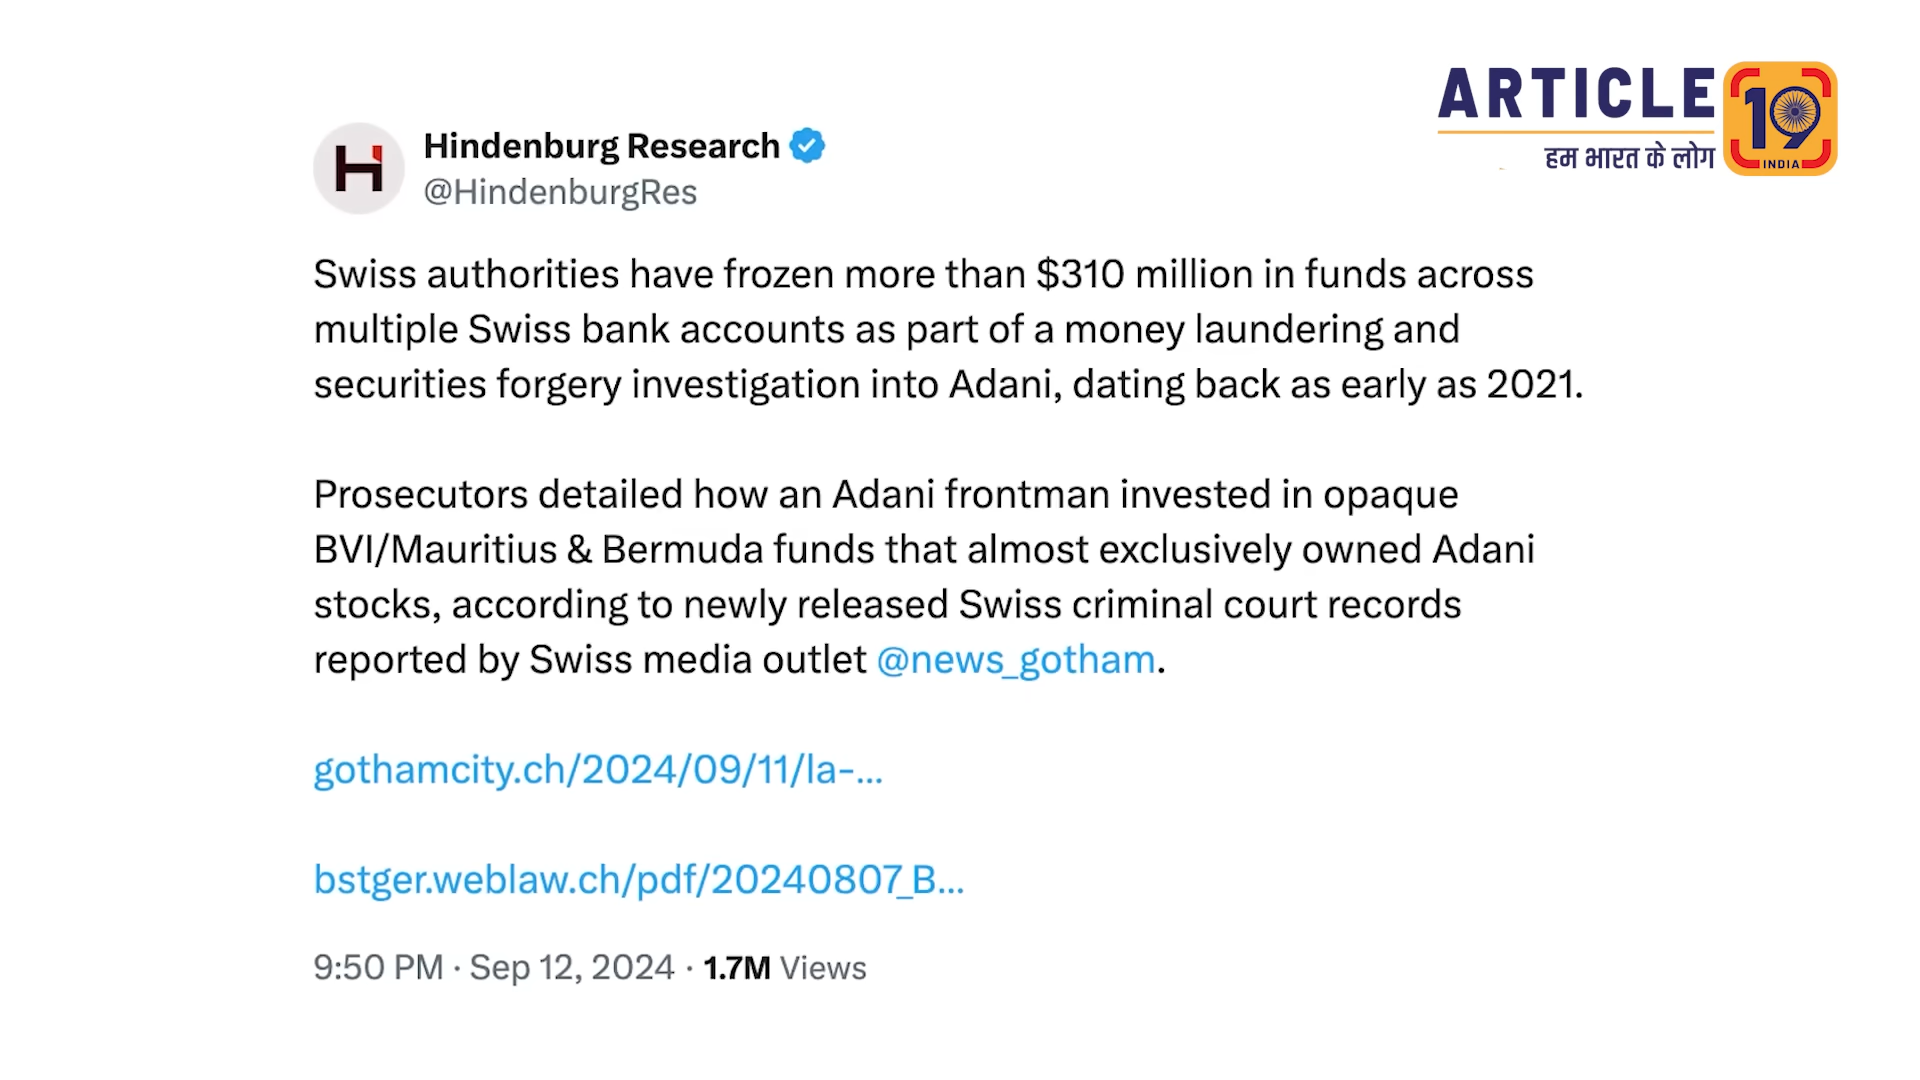 ARTICLE
19
INDIA
हम भारत के लोग
Hindenburg Research
@HindenburgRes
Swiss authorities have frozen more than $310 million in funds across
multiple Swiss bank accounts as part of a money laundering and
securities forgery investigation into Adani, dating back as early as 2021.
Prosecutors detailed how an Adani frontman invested in opaque
BVI/Mauritius & Bermuda funds that almost exclusively owned Adani
stocks, according to newly released Swiss criminal court records
reported by Swiss media outlet @news_gotham.
gothamcity.ch/2024/09/11/la-...
bstger.weblaw.ch/pdf/20240807_B...
9:50 PM · Sep 12, 2024 · 1.7M Views